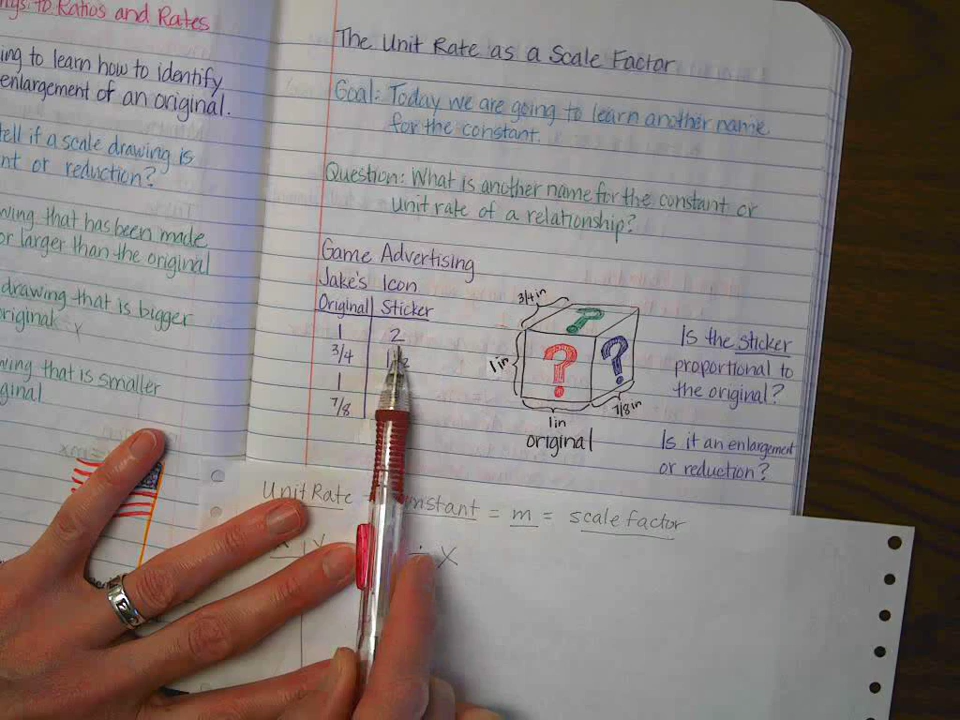 to Ratios and Rates
ing to learn how to identify
enlargement of an original.
tell if a scale drawing is
nt or reduction?
wing that has been made
or larger than the original
drawing that is bigger
original
wing that is smaller
ginal
The Unit Rate as a Scale Factor
Goal: Today we are going to learn another name
for the constant.
Question: What is another name for the constant or
unit rate of a relationship?
Game Advertising
Jake's Icon
Original Sticker
1 2
3/4
1
7/8
3/4 in
1 in
7/8 in
1in
original
? ? ?
Is the sticker
proportional to
the original?
Is it an enlargement
or reduction?
Unit Rate onstant = m = scale factor
÷ X